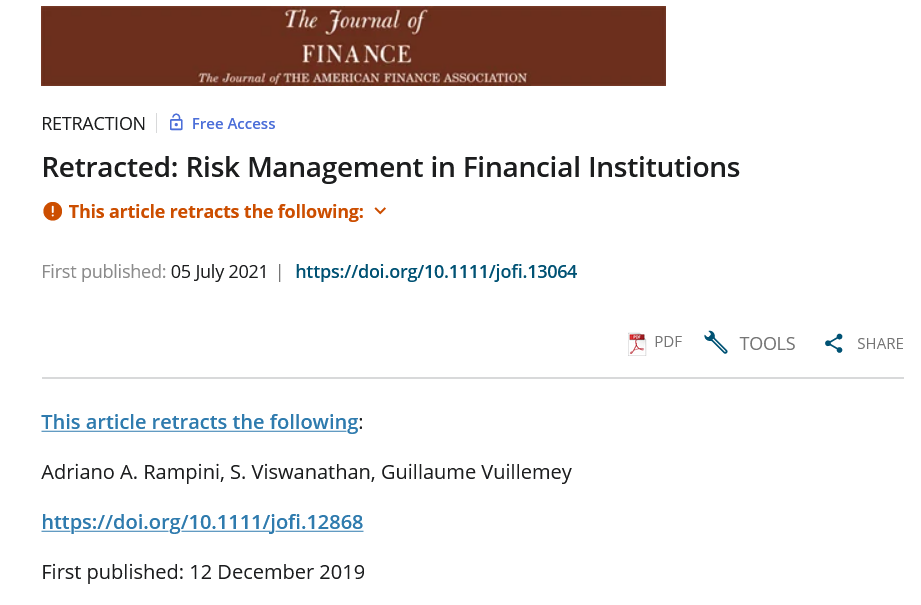 The Journal of
FINANCE
The Journal of THE AMERICAN FINANCE ASSOCIATION
RETRACTION Free Access
Retracted: Risk Management in Financial Institutions
This article retracts the following:
First published: 05 July 2021 | https://doi.org/10.1111/jofi.13064
PDF TOOLS SHARE
This article retracts the following:
Adriano A. Rampini, S. Viswanathan, Guillaume Vuillemey
https://doi.org/10.1111/jofi.12868
First published: 12 December 2019